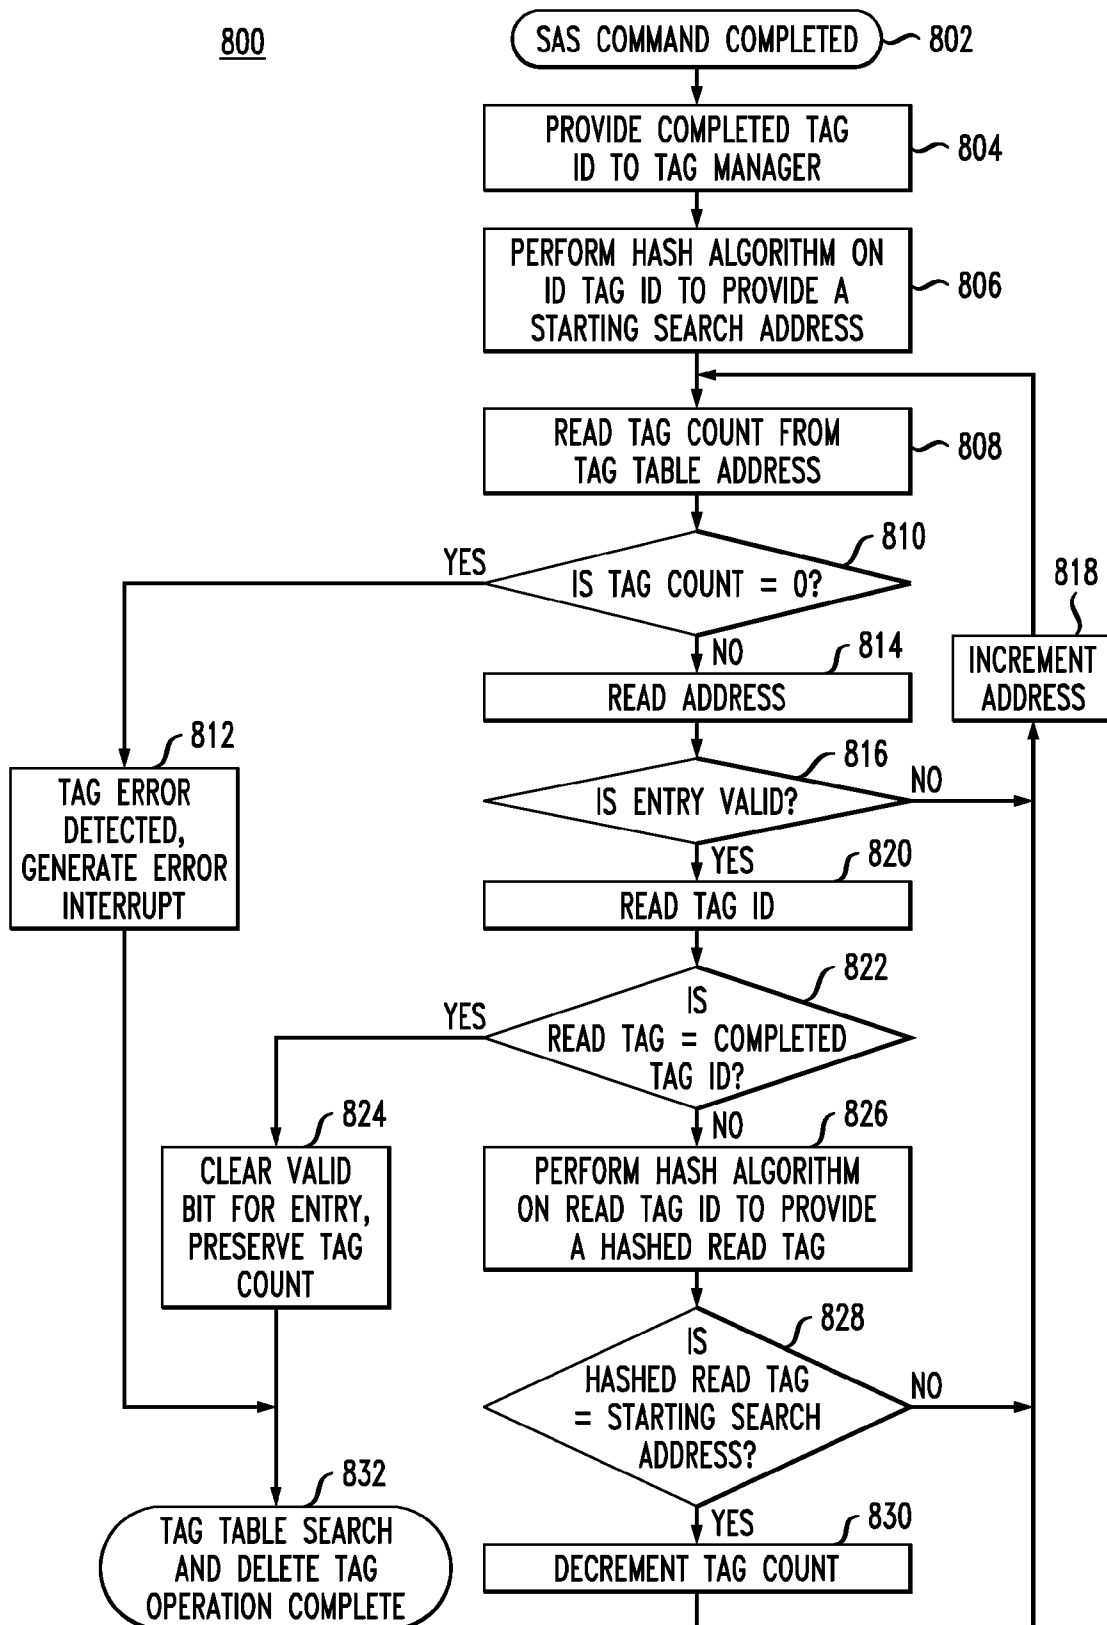 800
SAS COMMAND COMPLETED
802
PROVIDE COMPLETED TAG
ID TO TAG MANAGER
804
PERFORM HASH ALGORITHM ON
ID TAG ID TO PROVIDE A
STARTING SEARCH ADDRESS
806
READ TAG COUNT FROM
TAG TABLE ADDRESS
808
810
YES
IS TAG COUNT = 0?
NO
818
INCREMENT
ADDRESS
814
READ ADDRESS
812
TAG ERROR
DETECTED,
GENERATE ERROR
INTERRUPT
816
IS ENTRY VALID?
NO
YES
820
READ TAG ID
822
YES
IS
READ TAG = COMPLETED
TAG ID?
NO
824
CLEAR VALID
BIT FOR ENTRY,
PRESERVE TAG
COUNT
826
PERFORM HASH ALGORITHM
ON READ TAG ID TO PROVIDE
A HASHED READ TAG
828
IS
HASHED READ TAG
= STARTING SEARCH
ADDRESS?
NO
YES
830
DECREMENT TAG COUNT
832
TAG TABLE SEARCH
AND DELETE TAG
OPERATION COMPLETE